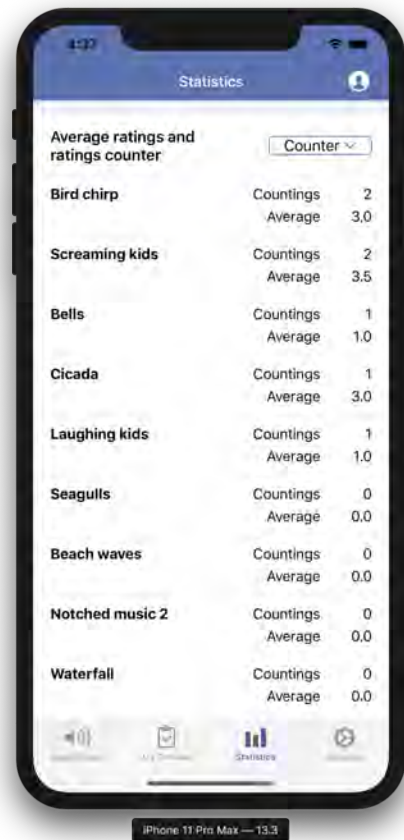 4:37
Statistics
Average ratings and
ratings counter
Counter
Bird chirp Countings 2
Average 3.0
Screaming kids Countings 2
Average 3.5
Bells Countings 1
Average 1.0
Cicada Countings 1
Average 3.0
Laughing kids Countings 1
Average 1.0
Seagulls Countings 0
Average 0.0
Beach waves Countings 0
Average 0.0
Notched music 2 Countings 0
Average 0.0
Waterfall Countings 0
Average 0.0
Statistics
iPhone 11 Pro Max — 13.3